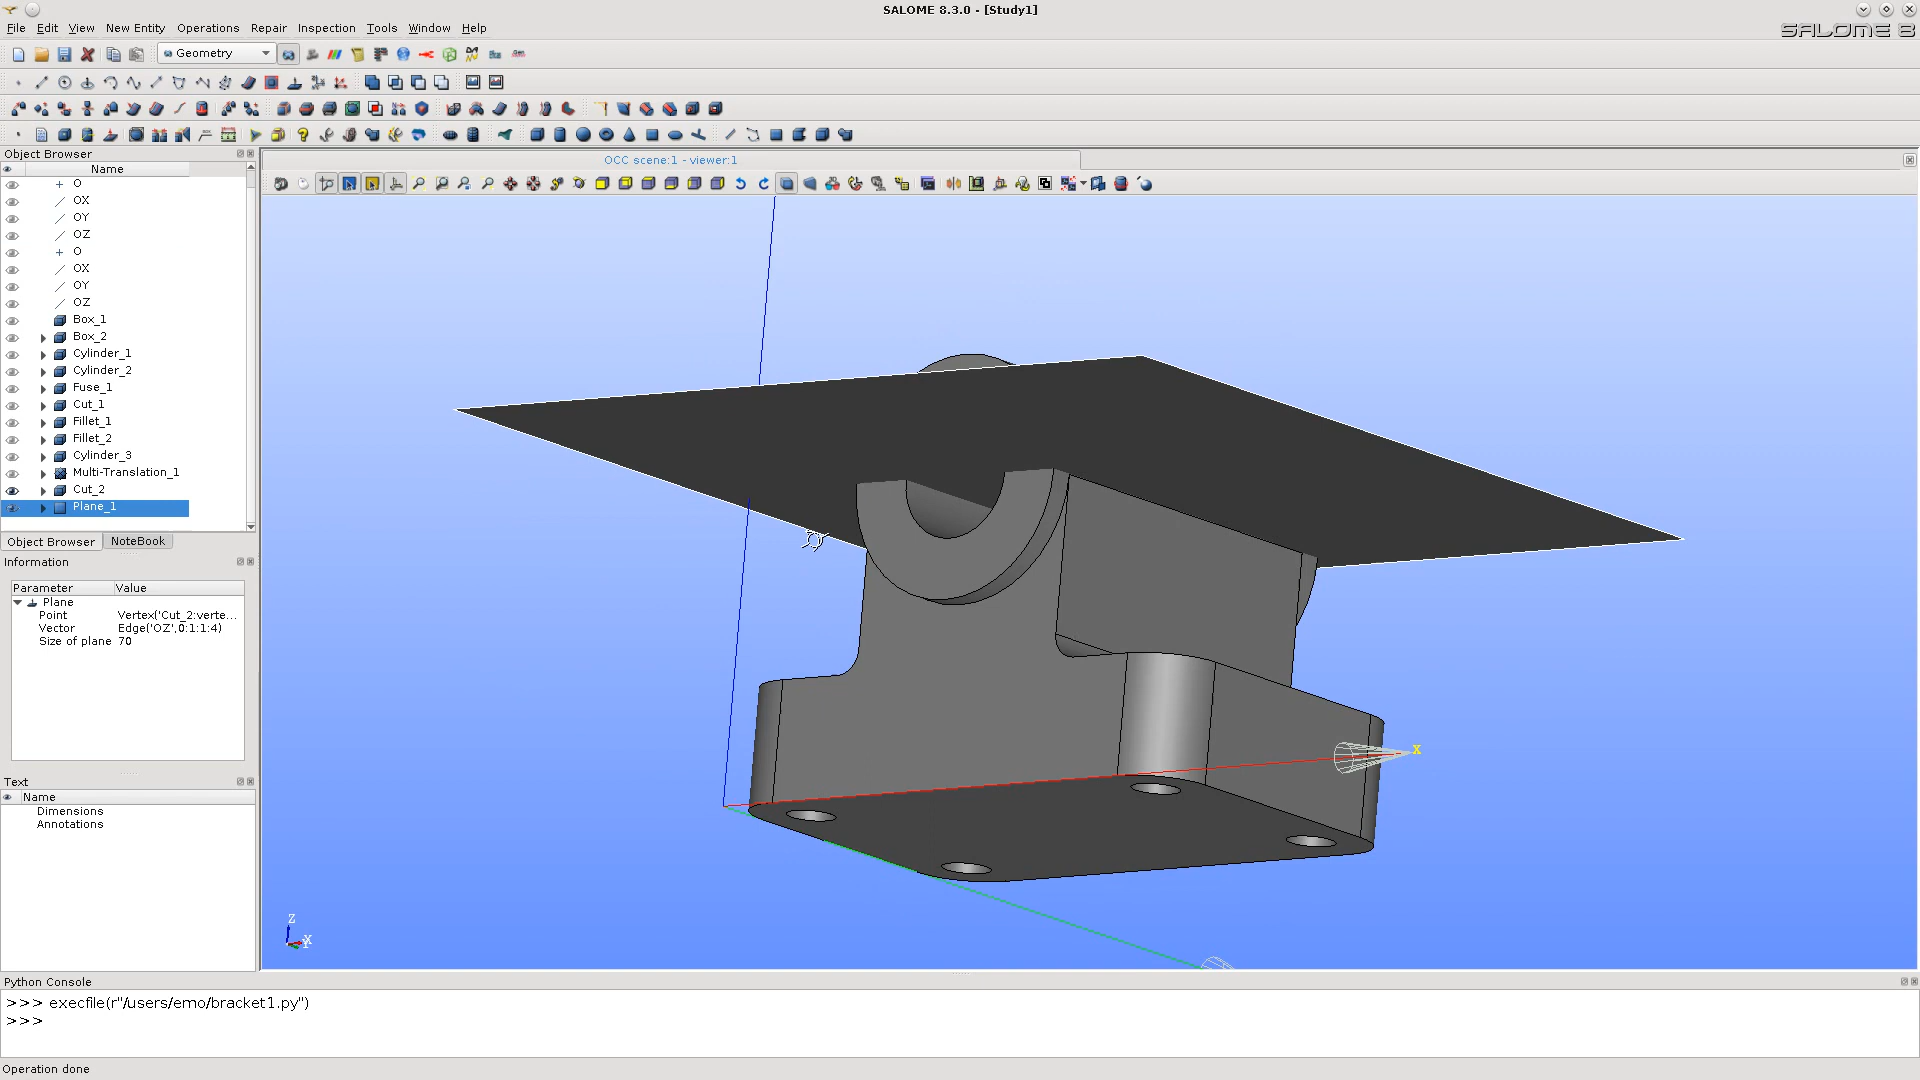 SALOME 8.3.0 - [Study1]
File Edit View New Entity Operations Repair Inspection Tools Window Help
SALOME 8
Geometry
Object Browser
OCC scene:1 - viewer:1
Name
O
OX
OY
OZ
O
OX
OY
OZ
Box_1
Box_2
Cylinder_1
Cylinder_2
Fuse_1
Cut_1
Fillet_1
Fillet_2
Cylinder_3
Multi-Translation_1
Cut_2
Plane_1
Object Browser NoteBook
Information
Parameter Value
Plane
Point Vertex('Cut_2:verte...
Vector Edge('OZ',0:1:1:4)
Size of plane 70
Text
Name
Dimensions
Annotations
X
Z
X
Python Console
>>> execfile(r"/users/emo/bracket1.py")
>>>
Operation done